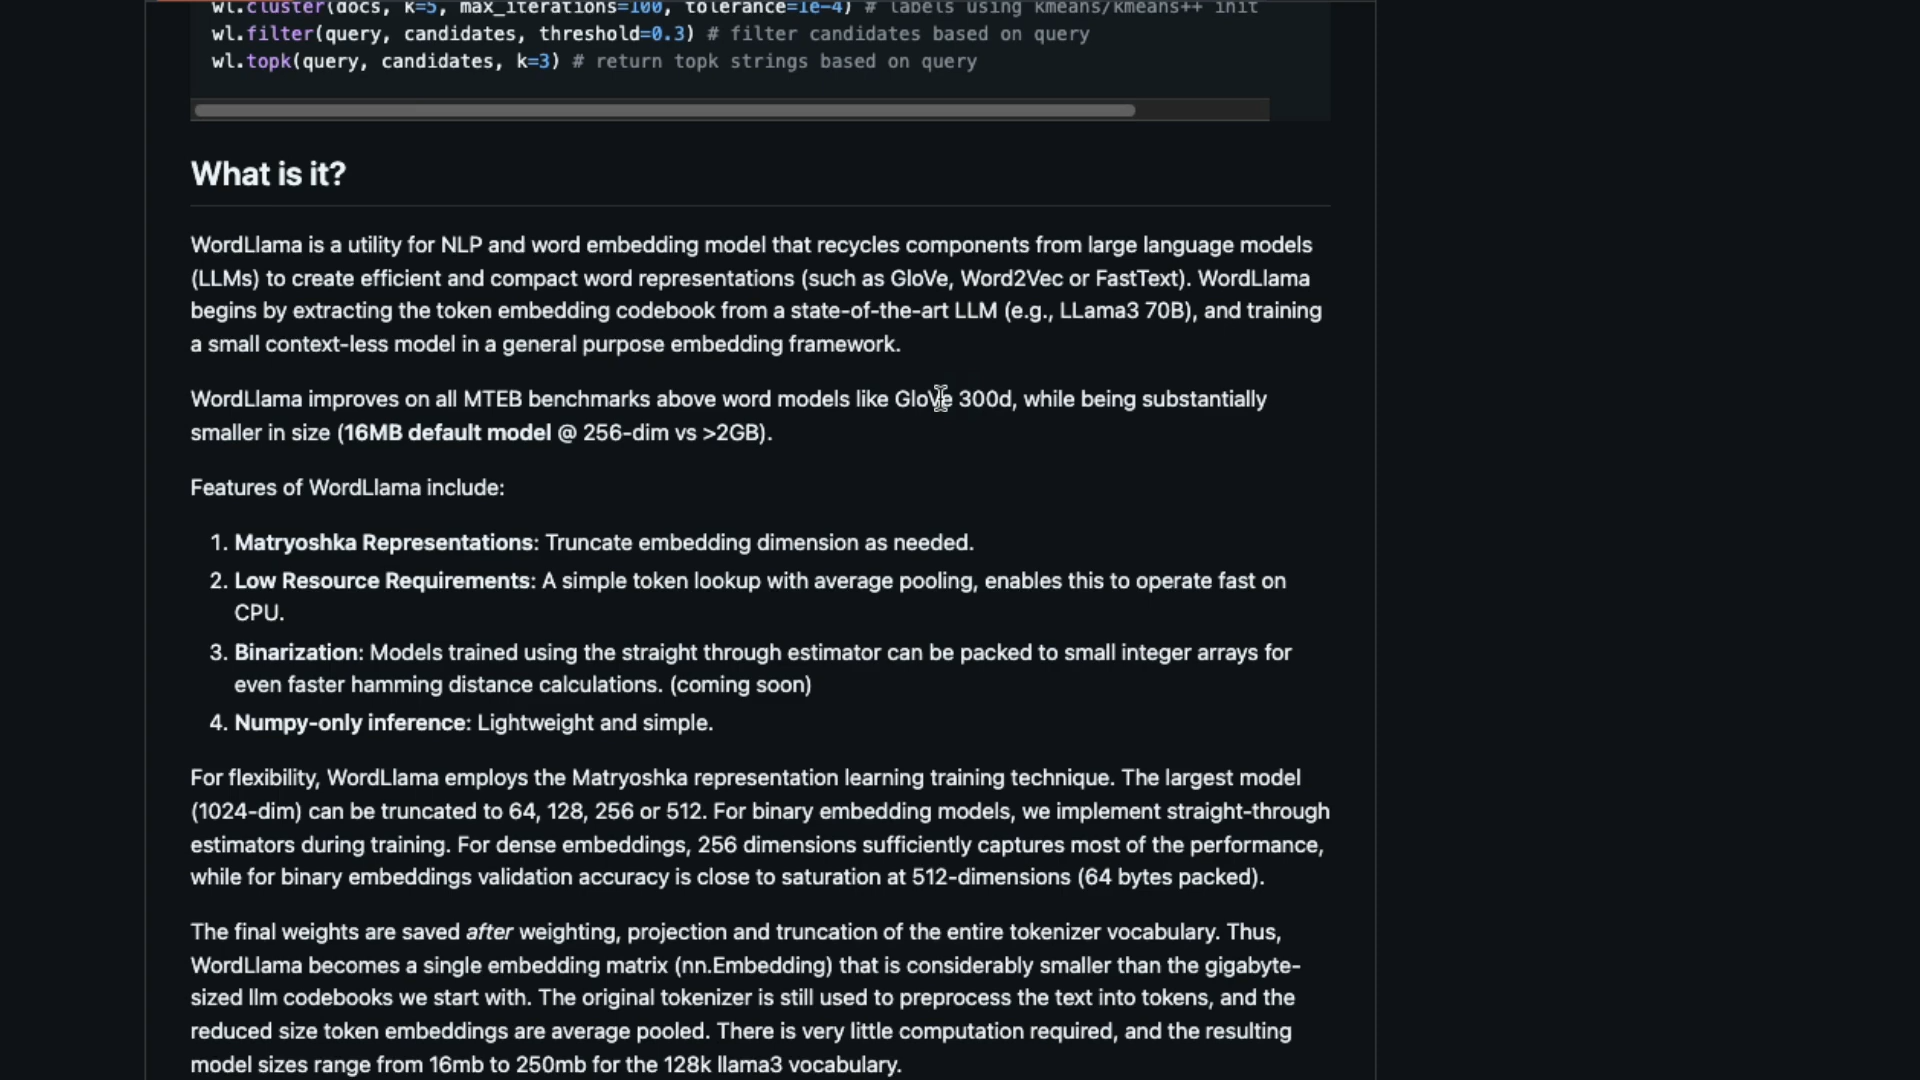 wl.cluster(docs, k=5, max_iterations=100, tolerance=1e-4) # labels using kmeans/kmeans++ init
wl.filter(query, candidates, threshold=0.3) # filter candidates based on query
wl.topk(query, candidates, k=3) # return topk strings based on query
What is it?
WordLlama is a utility for NLP and word embedding model that recycles components from large language models
(LLMs) to create efficient and compact word representations (such as GloVe, Word2Vec or FastText). WordLlama
begins by extracting the token embedding codebook from a state-of-the-art LLM (e.g., LLama3 70B), and training
a small context-less model in a general purpose embedding framework.
WordLlama improves on all MTEB benchmarks above word models like GloVe 300d, while being substantially
smaller in size (16MB default model @ 256-dim vs >2GB).
Features of WordLlama include:
1. Matryoshka Representations: Truncate embedding dimension as needed.
2. Low Resource Requirements: A simple token lookup with average pooling, enables this to operate fast on
CPU.
3. Binarization: Models trained using the straight through estimator can be packed to small integer arrays for
even faster hamming distance calculations. (coming soon)
4. Numpy-only inference: Lightweight and simple.
For flexibility, WordLlama employs the Matryoshka representation learning training technique. The largest model
(1024-dim) can be truncated to 64, 128, 256 or 512. For binary embedding models, we implement straight-through
estimators during training. For dense embeddings, 256 dimensions sufficiently captures most of the performance,
while for binary embeddings validation accuracy is close to saturation at 512-dimensions (64 bytes packed).
The final weights are saved after weighting, projection and truncation of the entire tokenizer vocabulary. Thus,
WordLlama becomes a single embedding matrix (nn.Embedding) that is considerably smaller than the gigabyte-
sized llm codebooks we start with. The original tokenizer is still used to preprocess the text into tokens, and the
reduced size token embeddings are average pooled. There is very little computation required, and the resulting
model sizes range from 16mb to 250mb for the 128k llama3 vocabulary.